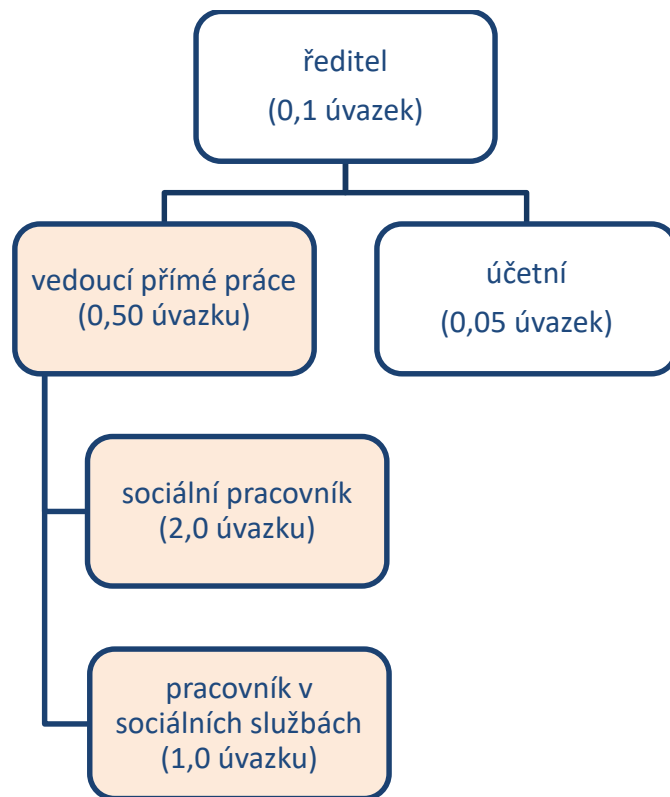 ředitel
(0,1 úvazek)
vedoucí přímé práce
(0,50 úvazku)
účetní
(0,05 úvazek)
sociální pracovník
(2,0 úvazku)
pracovník v
sociálních službách
(1,0 úvazku)